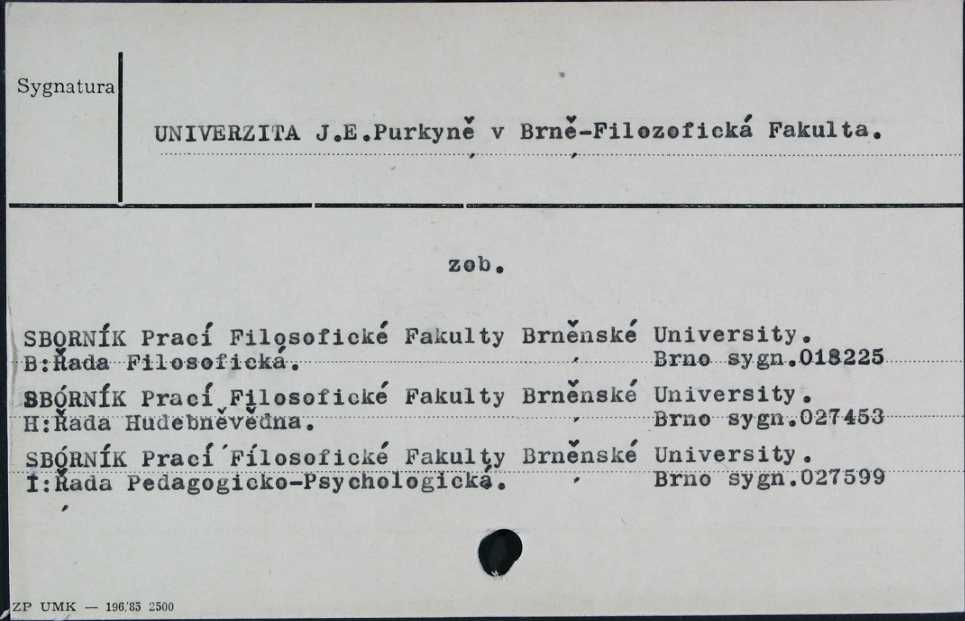 Sygnatura
UNIVERZITA J.E.Purkyně v Brně-Filozofická Fakulta.
zob.
SBORNÍK Prací Filosofické Fakulty Brněnské University.
B:Řada Filosofická. Brno sygn.018225
SBORNÍK Prací Filosofické Fakulty Brněnské University.
H:Řada Hudebněvědna. Brno sygn.027453
SBORNÍK Prací Filosofické Fakulty Brněnské University.
I:Řada Pedagogicko-Psychologická. Brno sygn.027599
ZP UMK — 196/85 2500